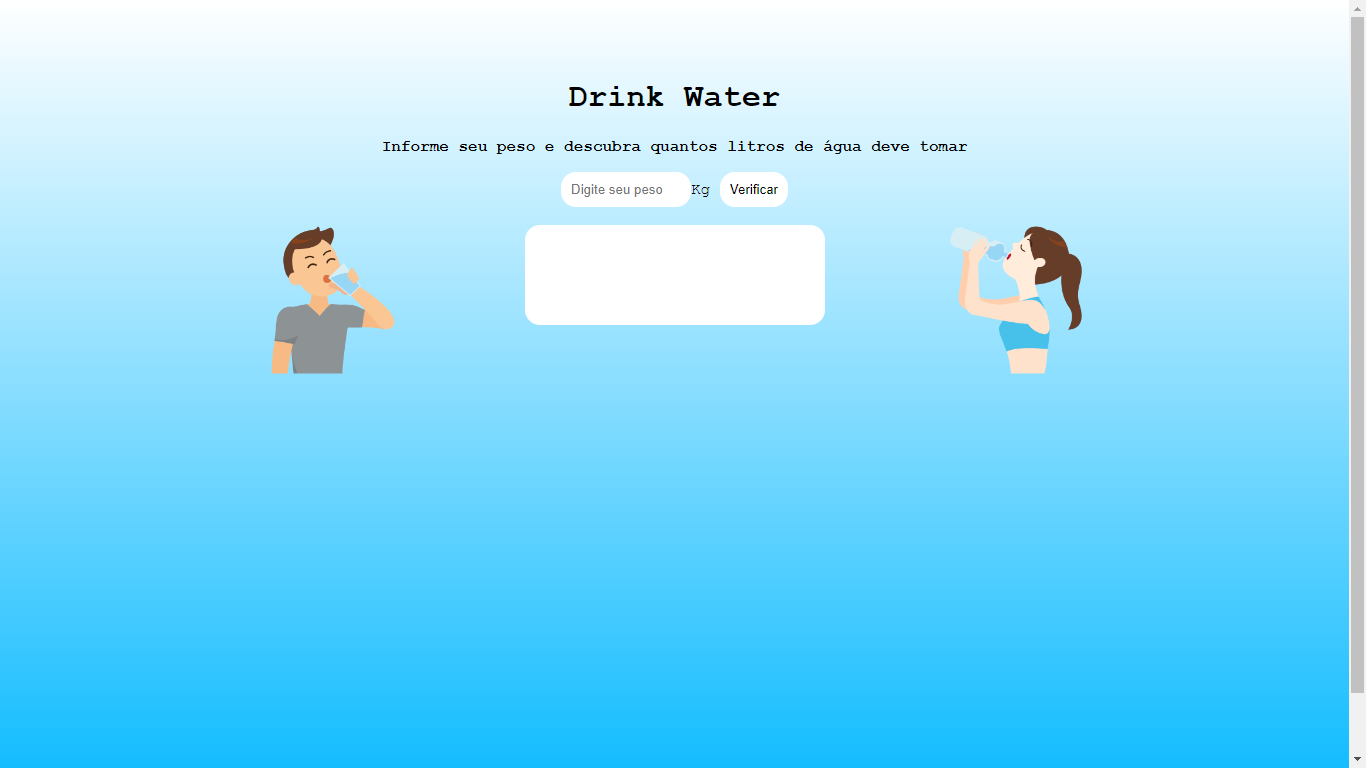 Drink Water
Informe seu peso e descubra quantos litros de água deve tomar
Digite seu peso Kg Verificar